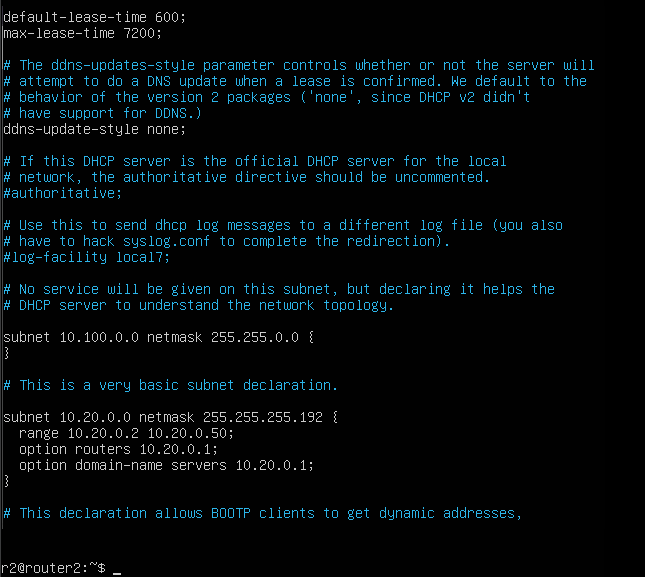 default-lease-time 600;
max-lease-time 7200;
# The ddns-updates-style parameter controls whether or not the server will
# attempt to do a DNS update when a lease is confirmed. We default to the
# behavior of the version 2 packages ('none', since DHCP v2 didn't
# have support for DDNS.)
ddns-update-style none;
# If this DHCP server is the official DHCP server for the local
# network, the authoritative directive should be uncommented.
#authoritative;
# Use this to send dhcp log messages to a different log file (you also
# have to hack syslog.conf to complete the redirection).
#log-facility local7;
# No service will be given on this subnet, but declaring it helps the
# DHCP server to understand the network topology.
subnet 10.100.0.0 netmask 255.255.0.0 {
}
# This is a very basic subnet declaration.
subnet 10.20.0.0 netmask 255.255.255.192 {
  range 10.20.0.2 10.20.0.50;
  option routers 10.20.0.1;
  option domain-name servers 10.20.0.1;
}
# This declaration allows BOOTP clients to get dynamic addresses,
r2@router2:~$ _